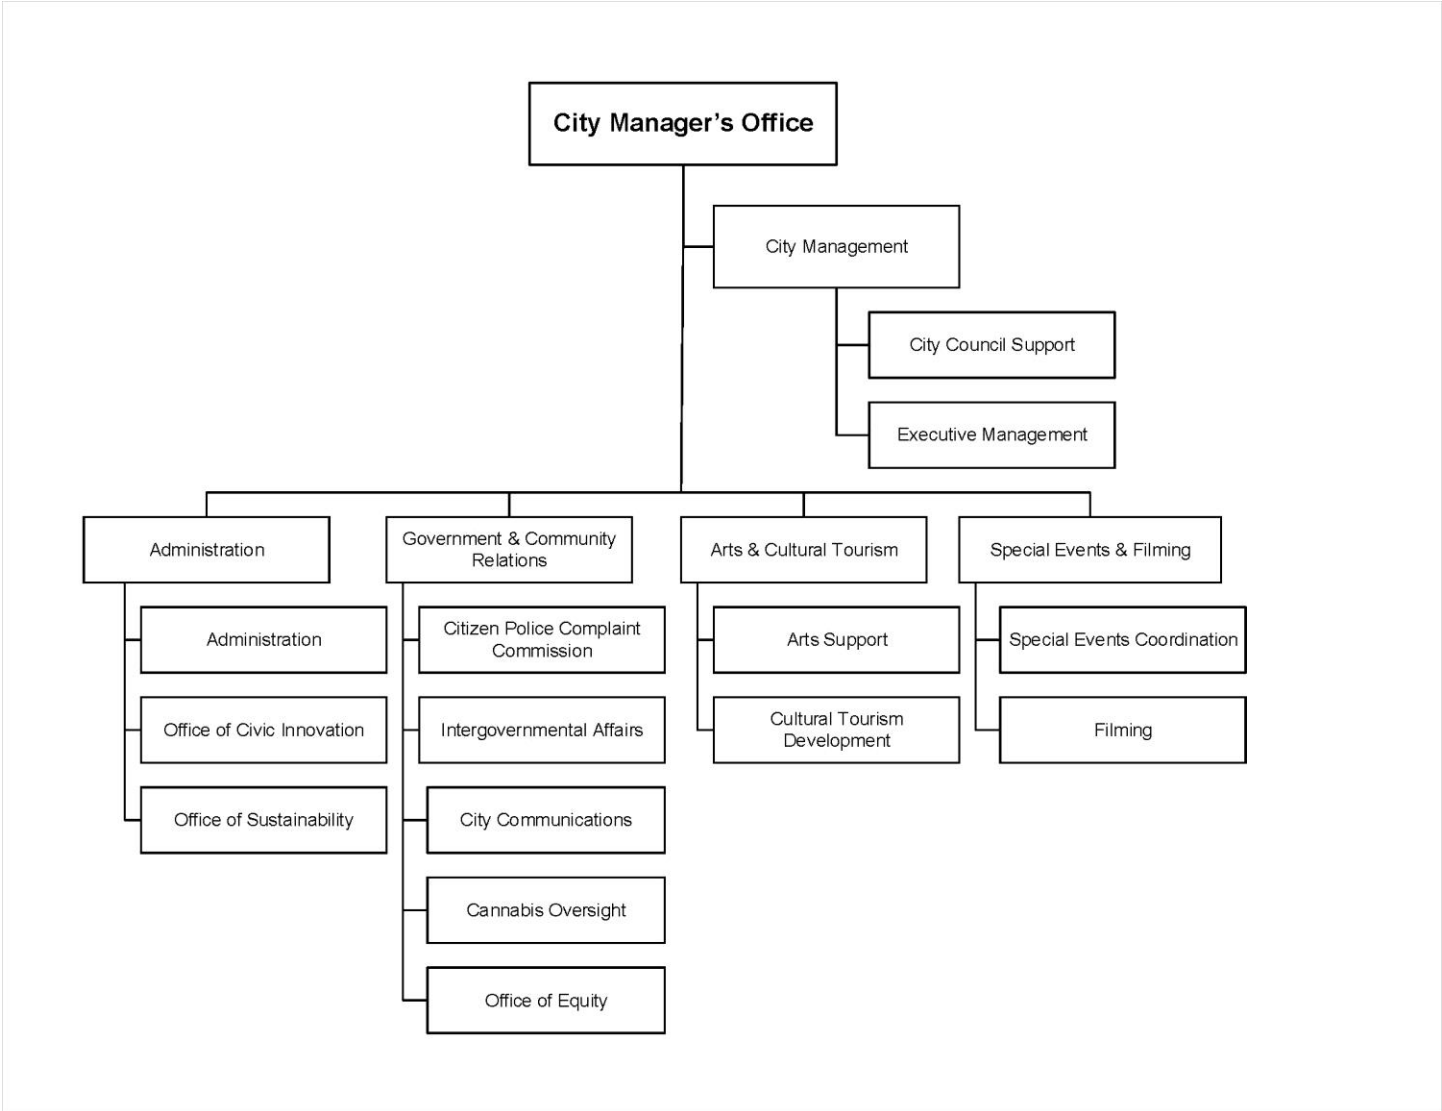 City Manager’s Office
City Management
City Council Support
Executive Management
Administration
Government & Community
Relations
Arts & Cultural Tourism
Special Events & Filming
Administration
Citizen Police Complaint
Commission
Arts Support
Special Events Coordination
Office of Civic Innovation
Intergovernmental Affairs
Cultural Tourism
Development
Filming
Office of Sustainability
City Communications
Cannabis Oversight
Office of Equity